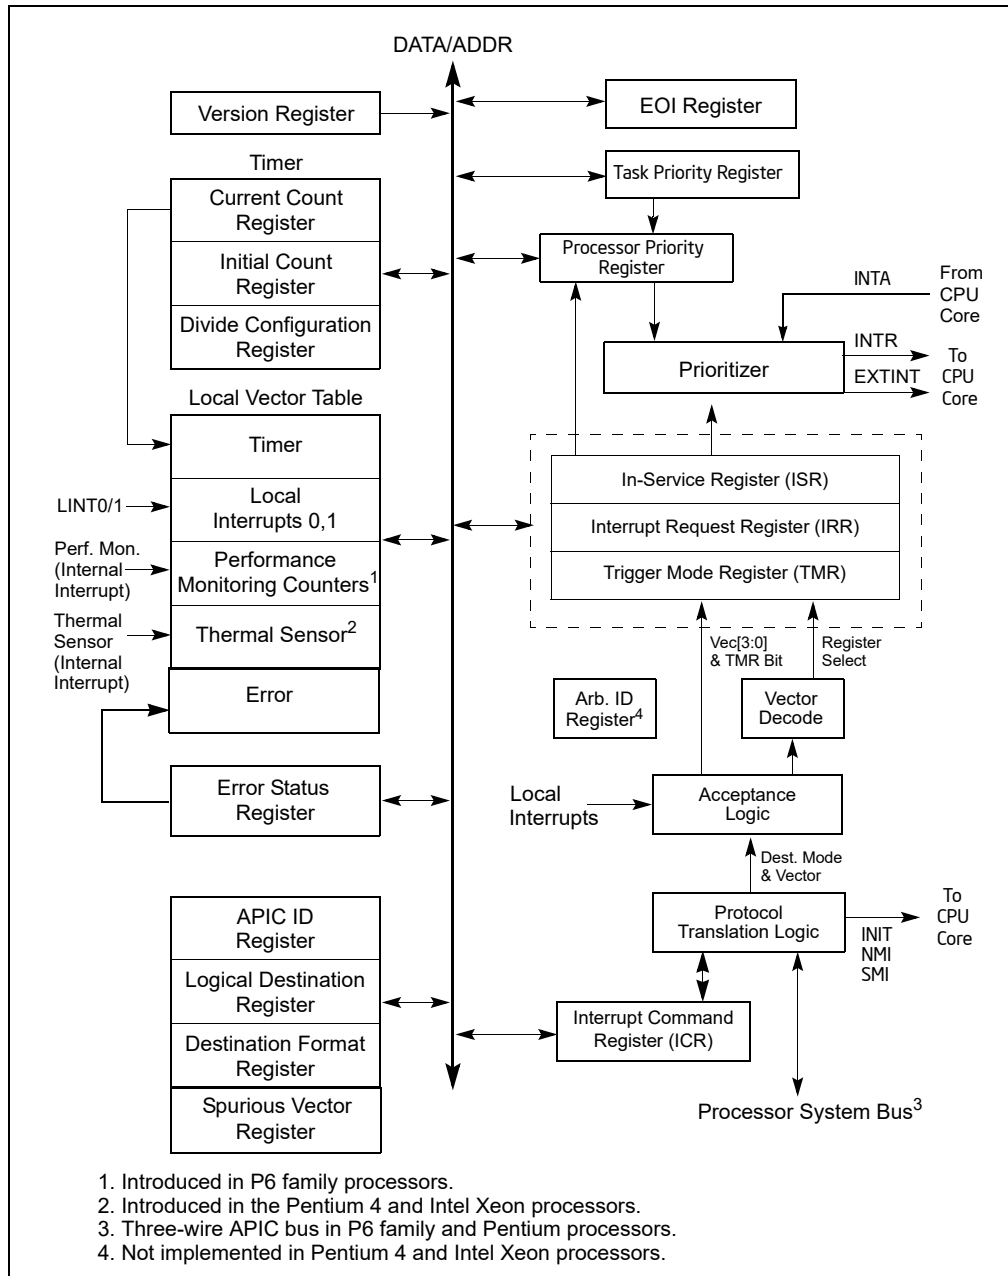 DATA/ADDR
Version Register
EOI Register
Timer
Task Priority Register
Current Count
Register
Initial Count
Register
Divide Configuration
Register
Processor Priority
Register
INTA
From
CPU
Core
Prioritizer
INTR
EXTINT
To
CPU
Core
Local Vector Table
Timer
Local
Interrupts 0,1
Performance
Monitoring Counters1
Thermal Sensor2
Error
LINT0/1
Perf. Mon.
(Internal
Interrupt)
Thermal
Sensor
(Internal
Interrupt)
In-Service Register (ISR)
Interrupt Request Register (IRR)
Trigger Mode Register (TMR)
Vec[3:0]
& TMR Bit
Register
Select
Arb. ID
Register4
Vector
Decode
Error Status
Register
Local
Interrupts
Acceptance
Logic
Dest. Mode
& Vector
Protocol
Translation Logic
INIT
NMI
SMI
To
CPU
Core
APIC ID
Register
Logical Destination
Register
Destination Format
Register
Spurious Vector
Register
Interrupt Command
Register (ICR)
Processor System Bus3
1. Introduced in P6 family processors.
2. Introduced in the Pentium 4 and Intel Xeon processors.
3. Three-wire APIC bus in P6 family and Pentium processors.
4. Not implemented in Pentium 4 and Intel Xeon processors.